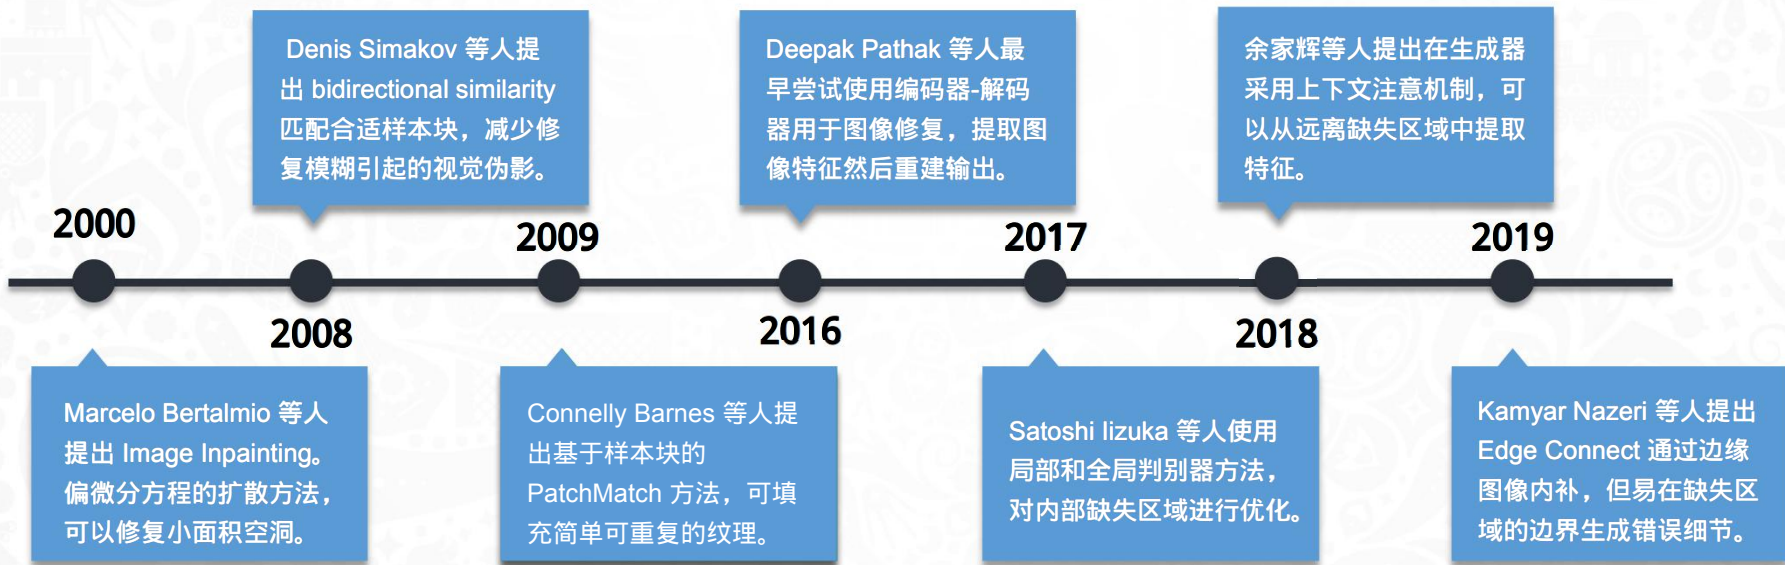 2000
Marcelo Bertalmio 等人
提出 Image Inpainting。
偏微分方程的扩散方法，
可以修复小面积空洞。
Denis Simakov 等人提
出 bidirectional similarity
匹配合适样本块，减少修
复模糊引起的视觉伪影。
2008
2009
Connelly Barnes 等人提
出基于样本块的
PatchMatch 方法，可填
充简单可重复的纹理。
Deepak Pathak 等人最
早尝试使用编码器-解码
器用于图像修复，提取图
像特征然后重建输出。
2016
2017
Satoshi Iizuka 等人使用
局部和全局判别器方法，
对内部缺失区域进行优化。
余家辉等人提出在生成器
采用上下文注意机制，可
以从远离缺失区域中提取
特征。
2018
2019
Kamyar Nazeri 等人提出
Edge Connect 通过边缘
图像内补，但易在缺失区
域的边界生成错误细节。